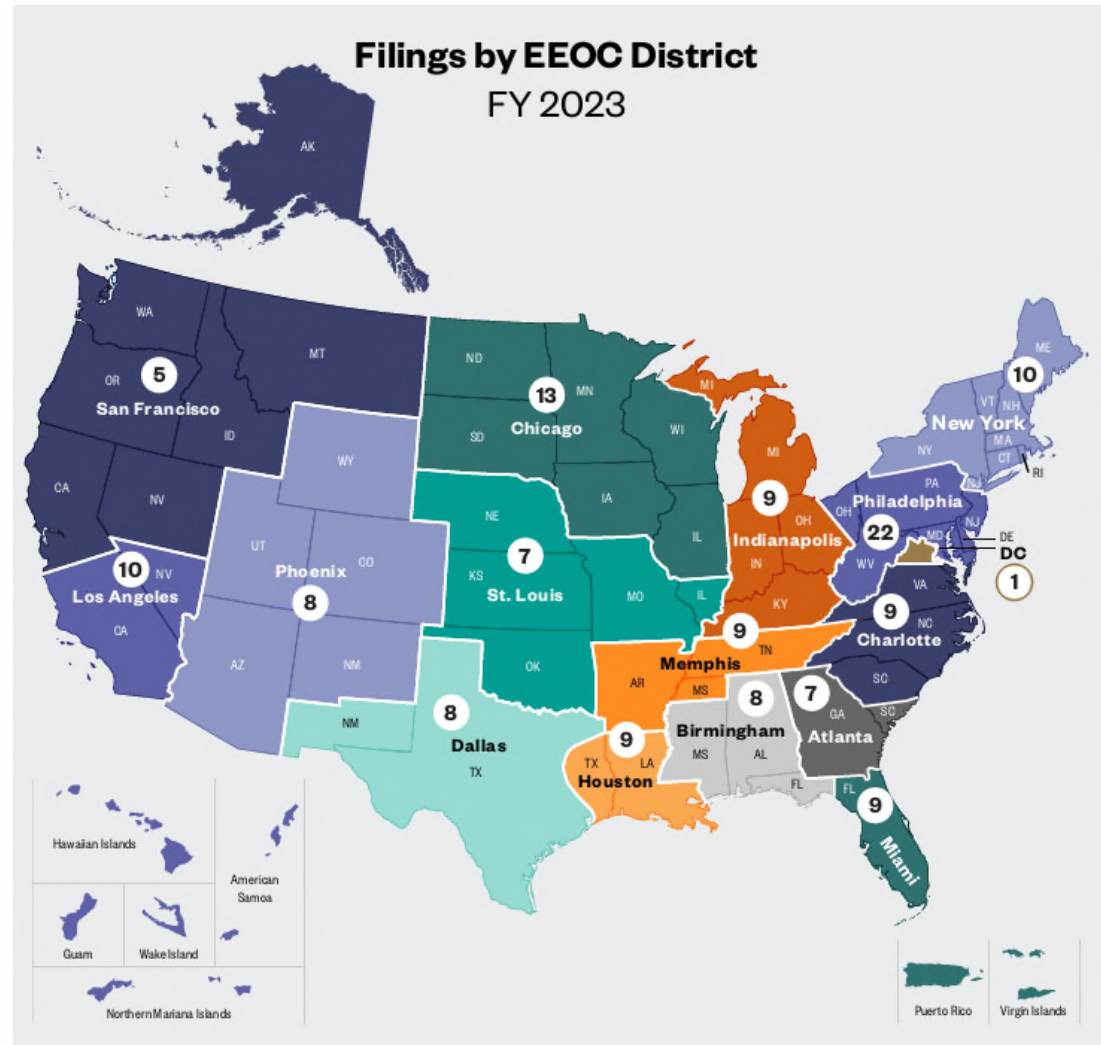 Filings by EEOC District
FY 2023
AK
WA
MT
OR
5
San Francisco
ID
CA
NV
10
NV
Los Angeles
CA
WY
UT
CO
Phoenix
8
AZ
NM
ND
MN
13
Chicago
SD
WI
IA
IL
NE
7
KS
St. Louis
MO
IL
OK
NM
8
Dallas
TX
MI
MI
9
OH
Indianapolis
IN
KY
9
TN
Memphis
AR
MS
9
TX
LA
Houston
8
Birmingham
MS
AL
FL
7
GA
SC
Atlanta
FL
9
Miami
ME
10
VT
NH
New York
MA
NY
CT
RI
PA
NJ
Philadelphia
OH
22
NJ
MD
DE
DC
1
WV
VA
9
NC
Charlotte
SC
Hawaiian Islands
American
Samoa
Guam
Wake Island
Northern Mariana Islands
Puerto Rico
Virgin Islands